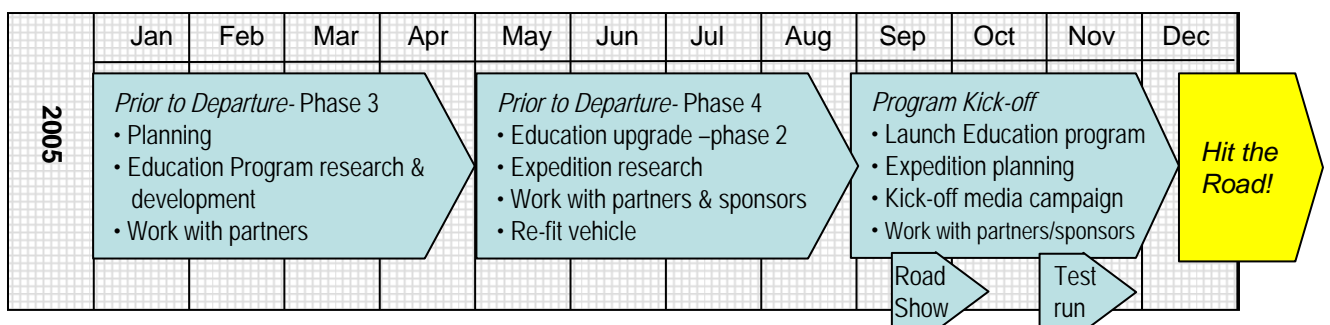 Jan Feb Mar Apr May Jun Jul Aug Sep Oct Nov Dec
2005
Prior to Departure- Phase 3
• Planning
• Education Program research &
development
• Work with partners
Prior to Departure- Phase 4
• Education upgrade –phase 2
• Expedition research
• Work with partners & sponsors
• Re-fit vehicle
Program Kick-off
• Launch Education program
• Expedition planning
• Kick-off media campaign
• Work with partners/sponsors
Hit the
Road!
Road
Show
Test
run